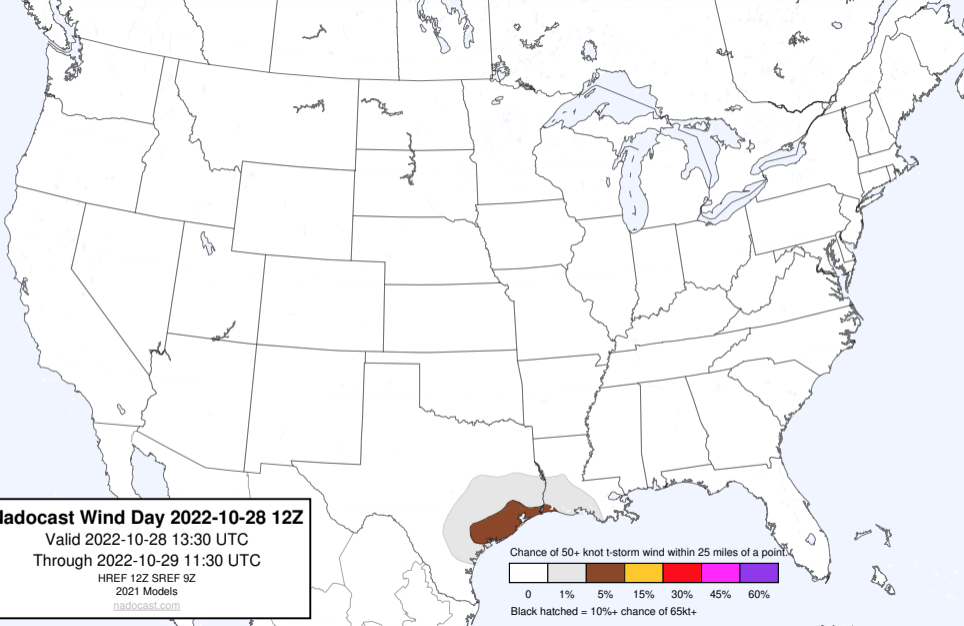 Nadocast Wind Day 2022-10-28 12Z
Valid 2022-10-28 13:30 UTC
Through 2022-10-29 11:30 UTC
HREF 12Z SREF 9Z
2021 Models
nadocast.com
Chance of 50+ knot t-storm wind within 25 miles of a point.
0 1% 5% 15% 30% 45% 60%
Black hatched = 10%+ chance of 65kt+